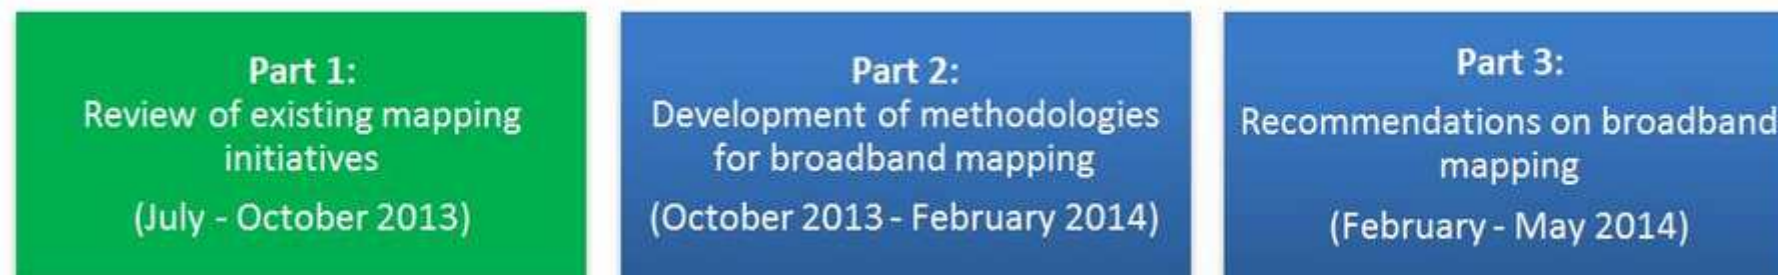 Part 1:
Review of existing mapping
initiatives
(July - October 2013)
Part 2:
Development of methodologies
for broadband mapping
(October 2013 - February 2014)
Part 3:
Recommendations on broadband
mapping
(February - May 2014)